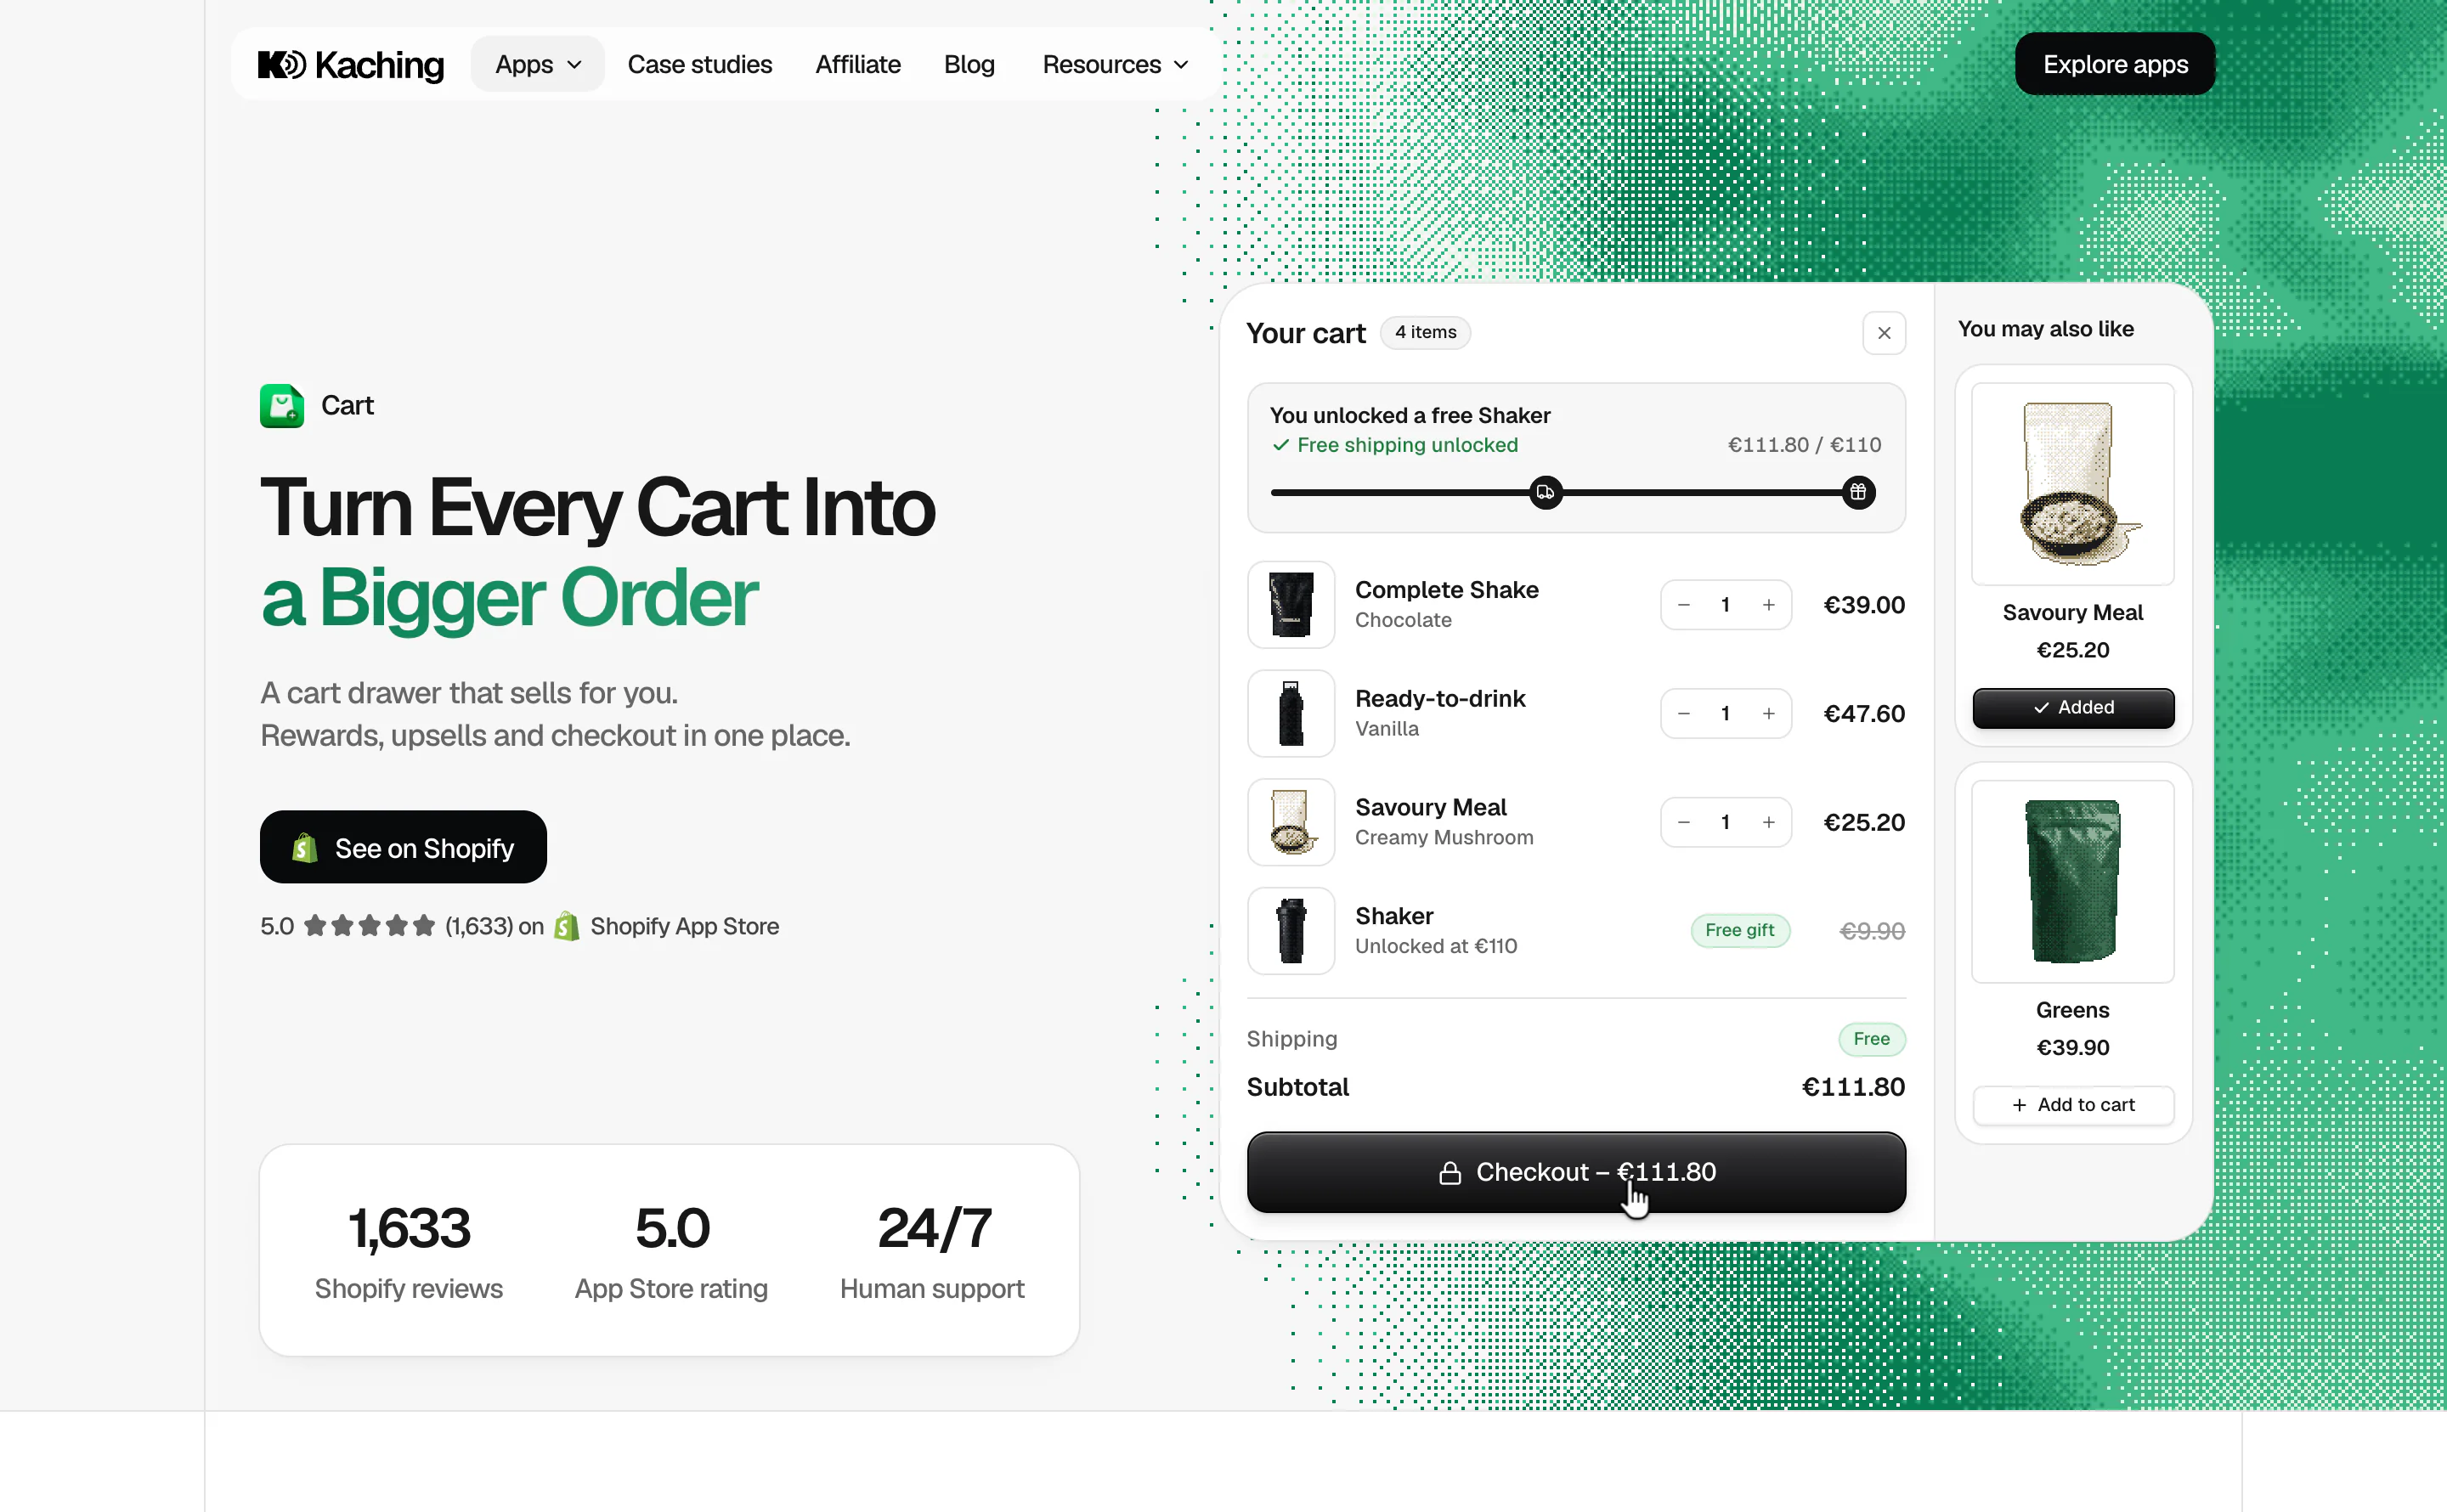 Kaching
Apps
Case studies
Affiliate
Blog
Resources
Explore apps
Cart
Turn Every Cart Into
a Bigger Order
A cart drawer that sells for you.
Rewards, upsells and checkout in one place.
See on Shopify
5.0 ★★★★★ (1,633) on Shopify App Store
1,633
Shopify reviews
5.0
App Store rating
24/7
Human support
Your cart
4 items
You unlocked a free Shaker
Free shipping unlocked
€111.80 / €110
Complete Shake
Chocolate
1
€39.00
Ready-to-drink
Vanilla
1
€47.60
Savoury Meal
Creamy Mushroom
1
€25.20
Shaker
Unlocked at €110
Free gift
€9.90
Shipping
Free
Subtotal
€111.80
Checkout – €111.80
You may also like
Savoury Meal
€25.20
Added
Greens
€39.90
+ Add to cart